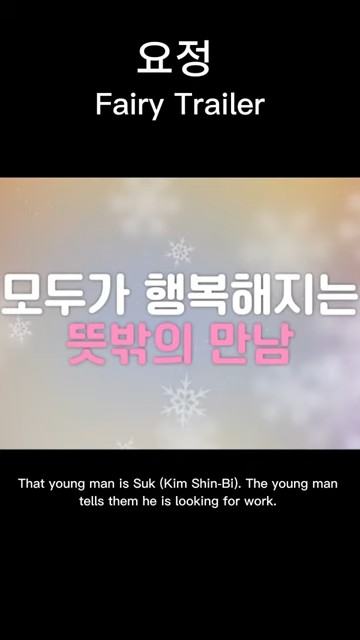 요정
Fairy Trailer
모두가 행복해지는
뜻밖의 만남
That young man is Suk (Kim Shin-Bi). The young man
tells them he is looking for work.